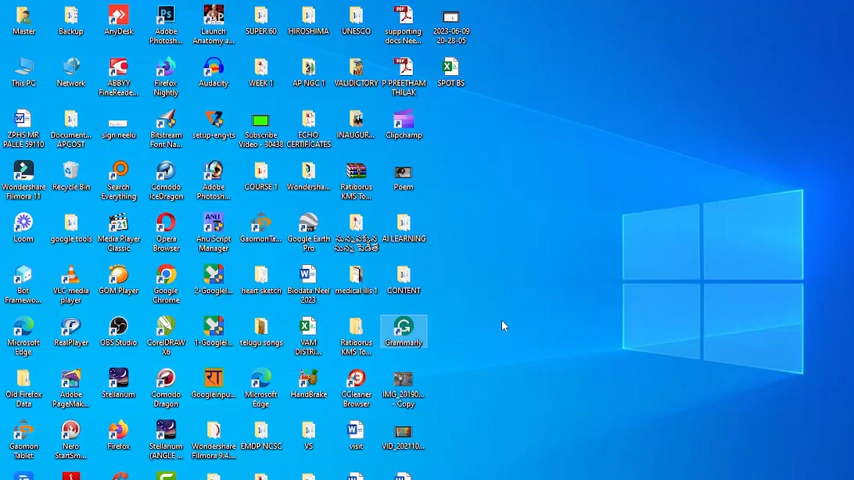 Master
Backup
AnyDesk
Adobe
Photosh...
Launch
Anatomy a...
SUPER 60
HIROSHIMA
UNESCO
supporting
docs Nee...
2023-06-09
20-28-05
This PC
Network
ABBYY
FineReade...
Firefox
Nightly
Audacity
WEEK 1
AP NGC 1
VALIDICTORY
P PREETHAM
THILAK
SPOT BS
ZPHS MR
PALLE 59110
Document...
APCOST
sign.neelu
Bitstream
Font Na...
setup-eng-ts
Subscribe
Video - 30438
ECHO
CERTIFICATES
INAUGUR...
Clipchamp
Wondershare
Filmora 11
Recycle Bin
Search
Everything
Comodo
IceDragon
Adobe
Photosh...
COURSE 1
Wondersha...
Ratiborus
KMS To...
Poem
Loom
google tools
Media Player
Classic
Opera
Browser
Anu Script
Manager
GaomonTa...
Google Earth
Pro
AI LEARNING
Bot
Framewo...
VLC media
player
GOM Player
Google
Chrome
2-Googlei...
heart sketch
Biodata Neel
2023
medical ilis 1
CONTENT
Microsoft
Edge
RealPlayer
OBS Studio
CorelDRAW
X6
1-Googlei...
telugu songs
VAM
DISTRI...
Ratiborus
KMS To...
Grammarly
Old Firefox
Data
Adobe
PageMak...
Stellarium
Comodo
Dragon
Googleinpu...
Microsoft
Edge
HandBrake
CCleaner
Browser
IMG_20190...
- Copy
Gaomon
Tablet
Nero
StartSm...
Firefox
Stellarium
(ANGLE ...
Wondershare
Filmora 9.4...
EMDP NCSC
VS
visit
VID_202110...